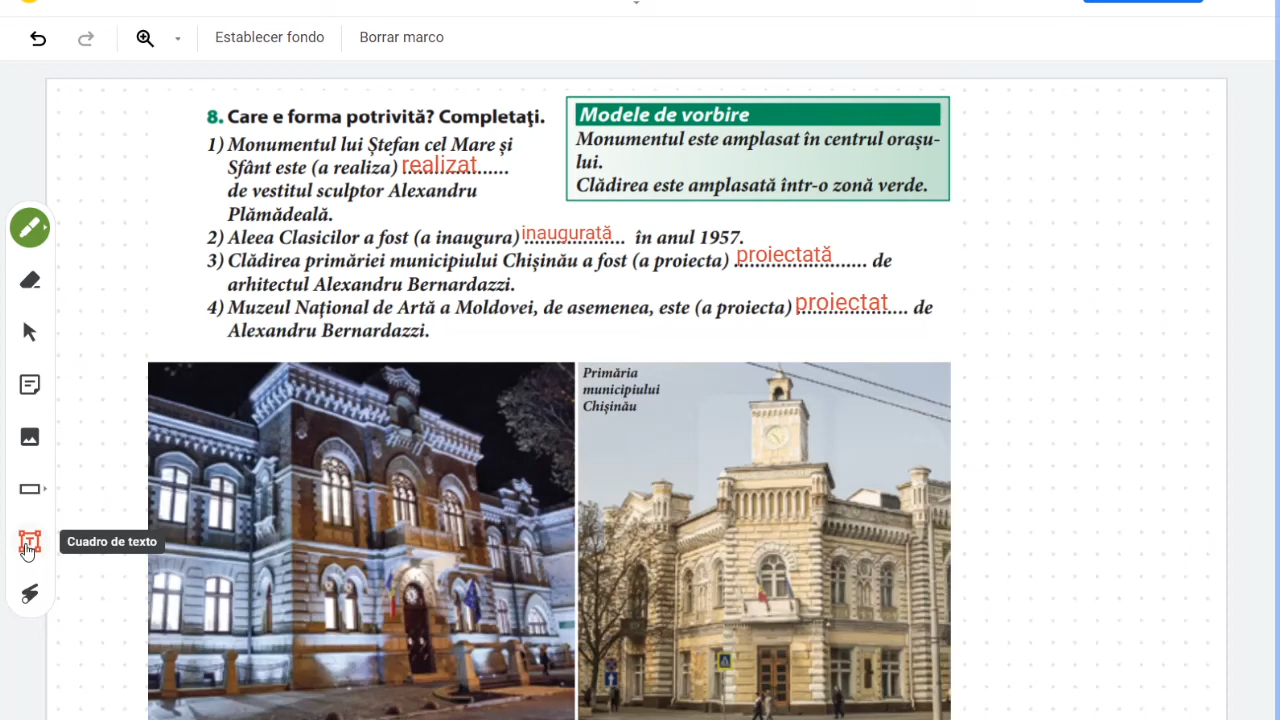 Establecer fondo
Borrar marco
8. Care e forma potrivită? Completați.
1) Monumentul lui Ștefan cel Mare și
Sfânt este (a realiza) realizat......
de vestitul sculptor Alexandru
Plămădeală.
2) Aleea Clasicilor a fost (a inaugura) inaugurată... în anul 1957.
3) Clădirea primăriei municipiului Chișinău a fost (a proiecta) proiectată...... de
arhitectul Alexandru Bernardazzi.
4) Muzeul Național de Artă a Moldovei, de asemenea, este (a proiecta) proiectat.... de
Alexandru Bernardazzi.
Modele de vorbire
Monumentul este amplasat în centrul orașu-
lui.
Clădirea este amplasată într-o zonă verde.
Primăria
municipiului
Chișinău
Cuadro de texto